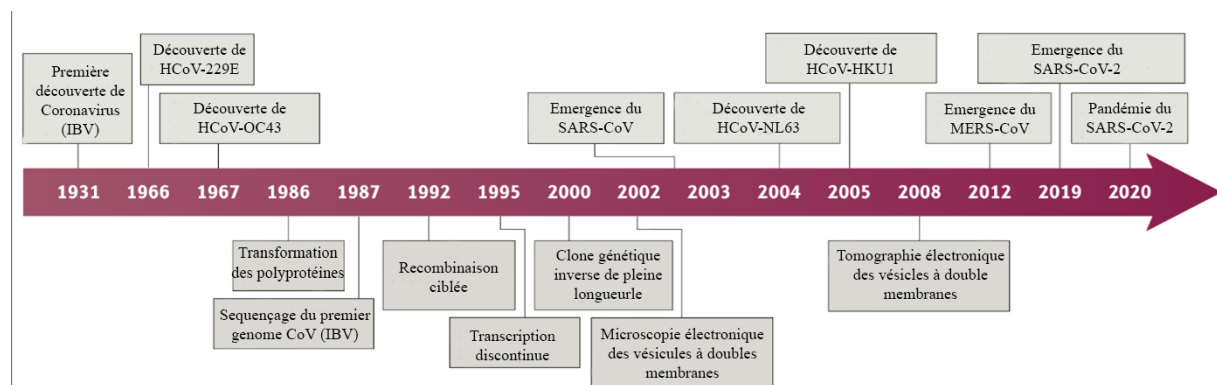 Première
découverte de
Coronavirus
(IBV)
Découverte de
HCoV-229E
Découverte de
HCoV-OC43
Emergence du
SARS-CoV
Découverte de
HCoV-NL63
Découverte de
HCoV-HKU1
Emergence du
MERS-CoV
Emergence du
SARS-CoV-2
Pandémie du
SARS-CoV-2
1931 1966 1967 1986 1987 1992 1995 2000 2002 2003 2004 2005 2008 2012 2019 2020
Transformation
des polyprotéines
Sequençage du premier
genome CoV (IBV)
Recombinaison
ciblée
Transcription
discontinue
Clone génétique
inverse de pleine
longueurle
Microscopie électronique
des vésicules à doubles
membranes
Tomographie électronique
des vésicles à double
membranes